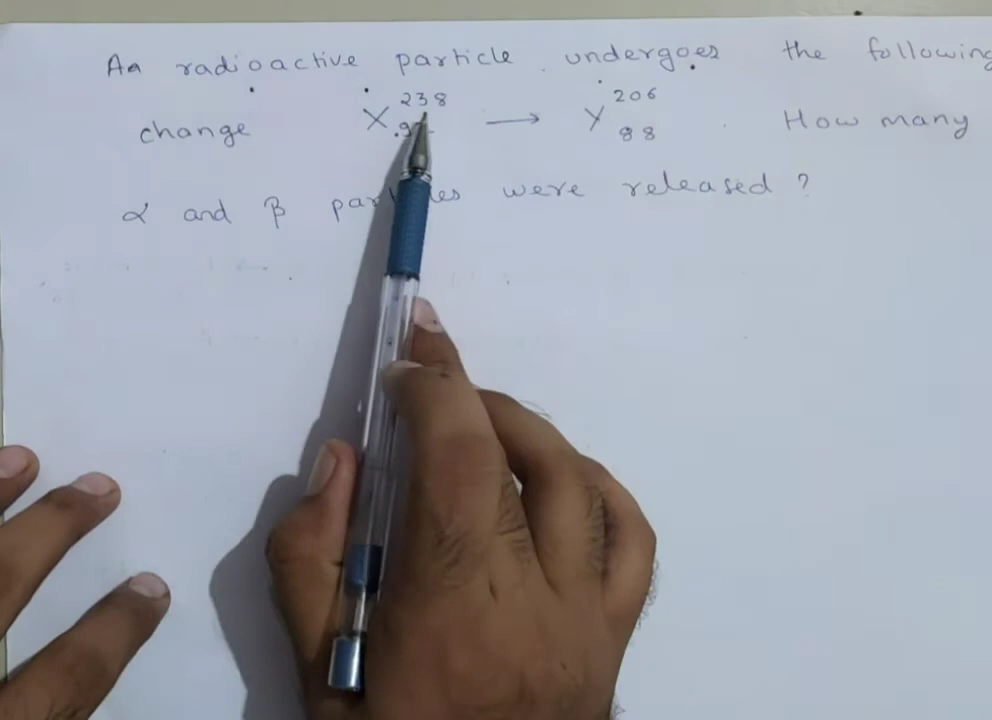 An radioactive particle undergoes the following
change X 238 → Y 206 88 How many
α and β were released ?